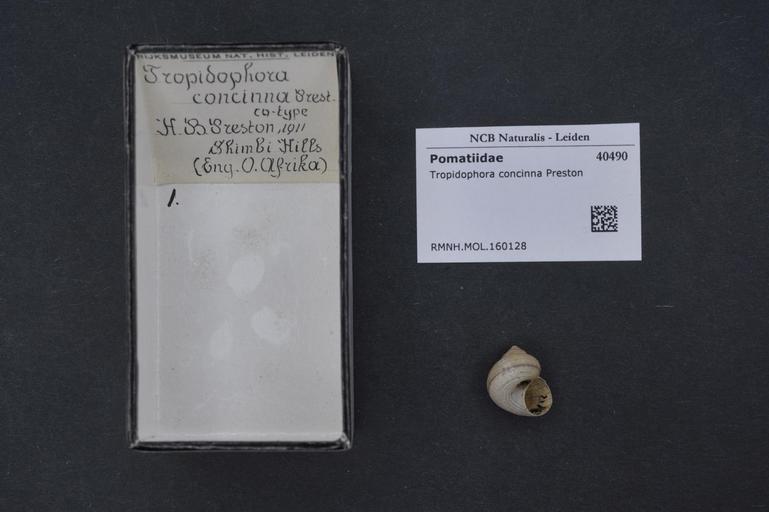 RIJKSMUSEUM NAT. HIST. LEIDEN
Tropidophora
concinna Prest.
co-type
H. B. Preston, 1911
Shimbi Hills
(Eng. O. Afrika)
1.
NCB Naturalis - Leiden
Pomatiidae 40490
Tropidophora concinna Preston
RMNH.MOL.160128